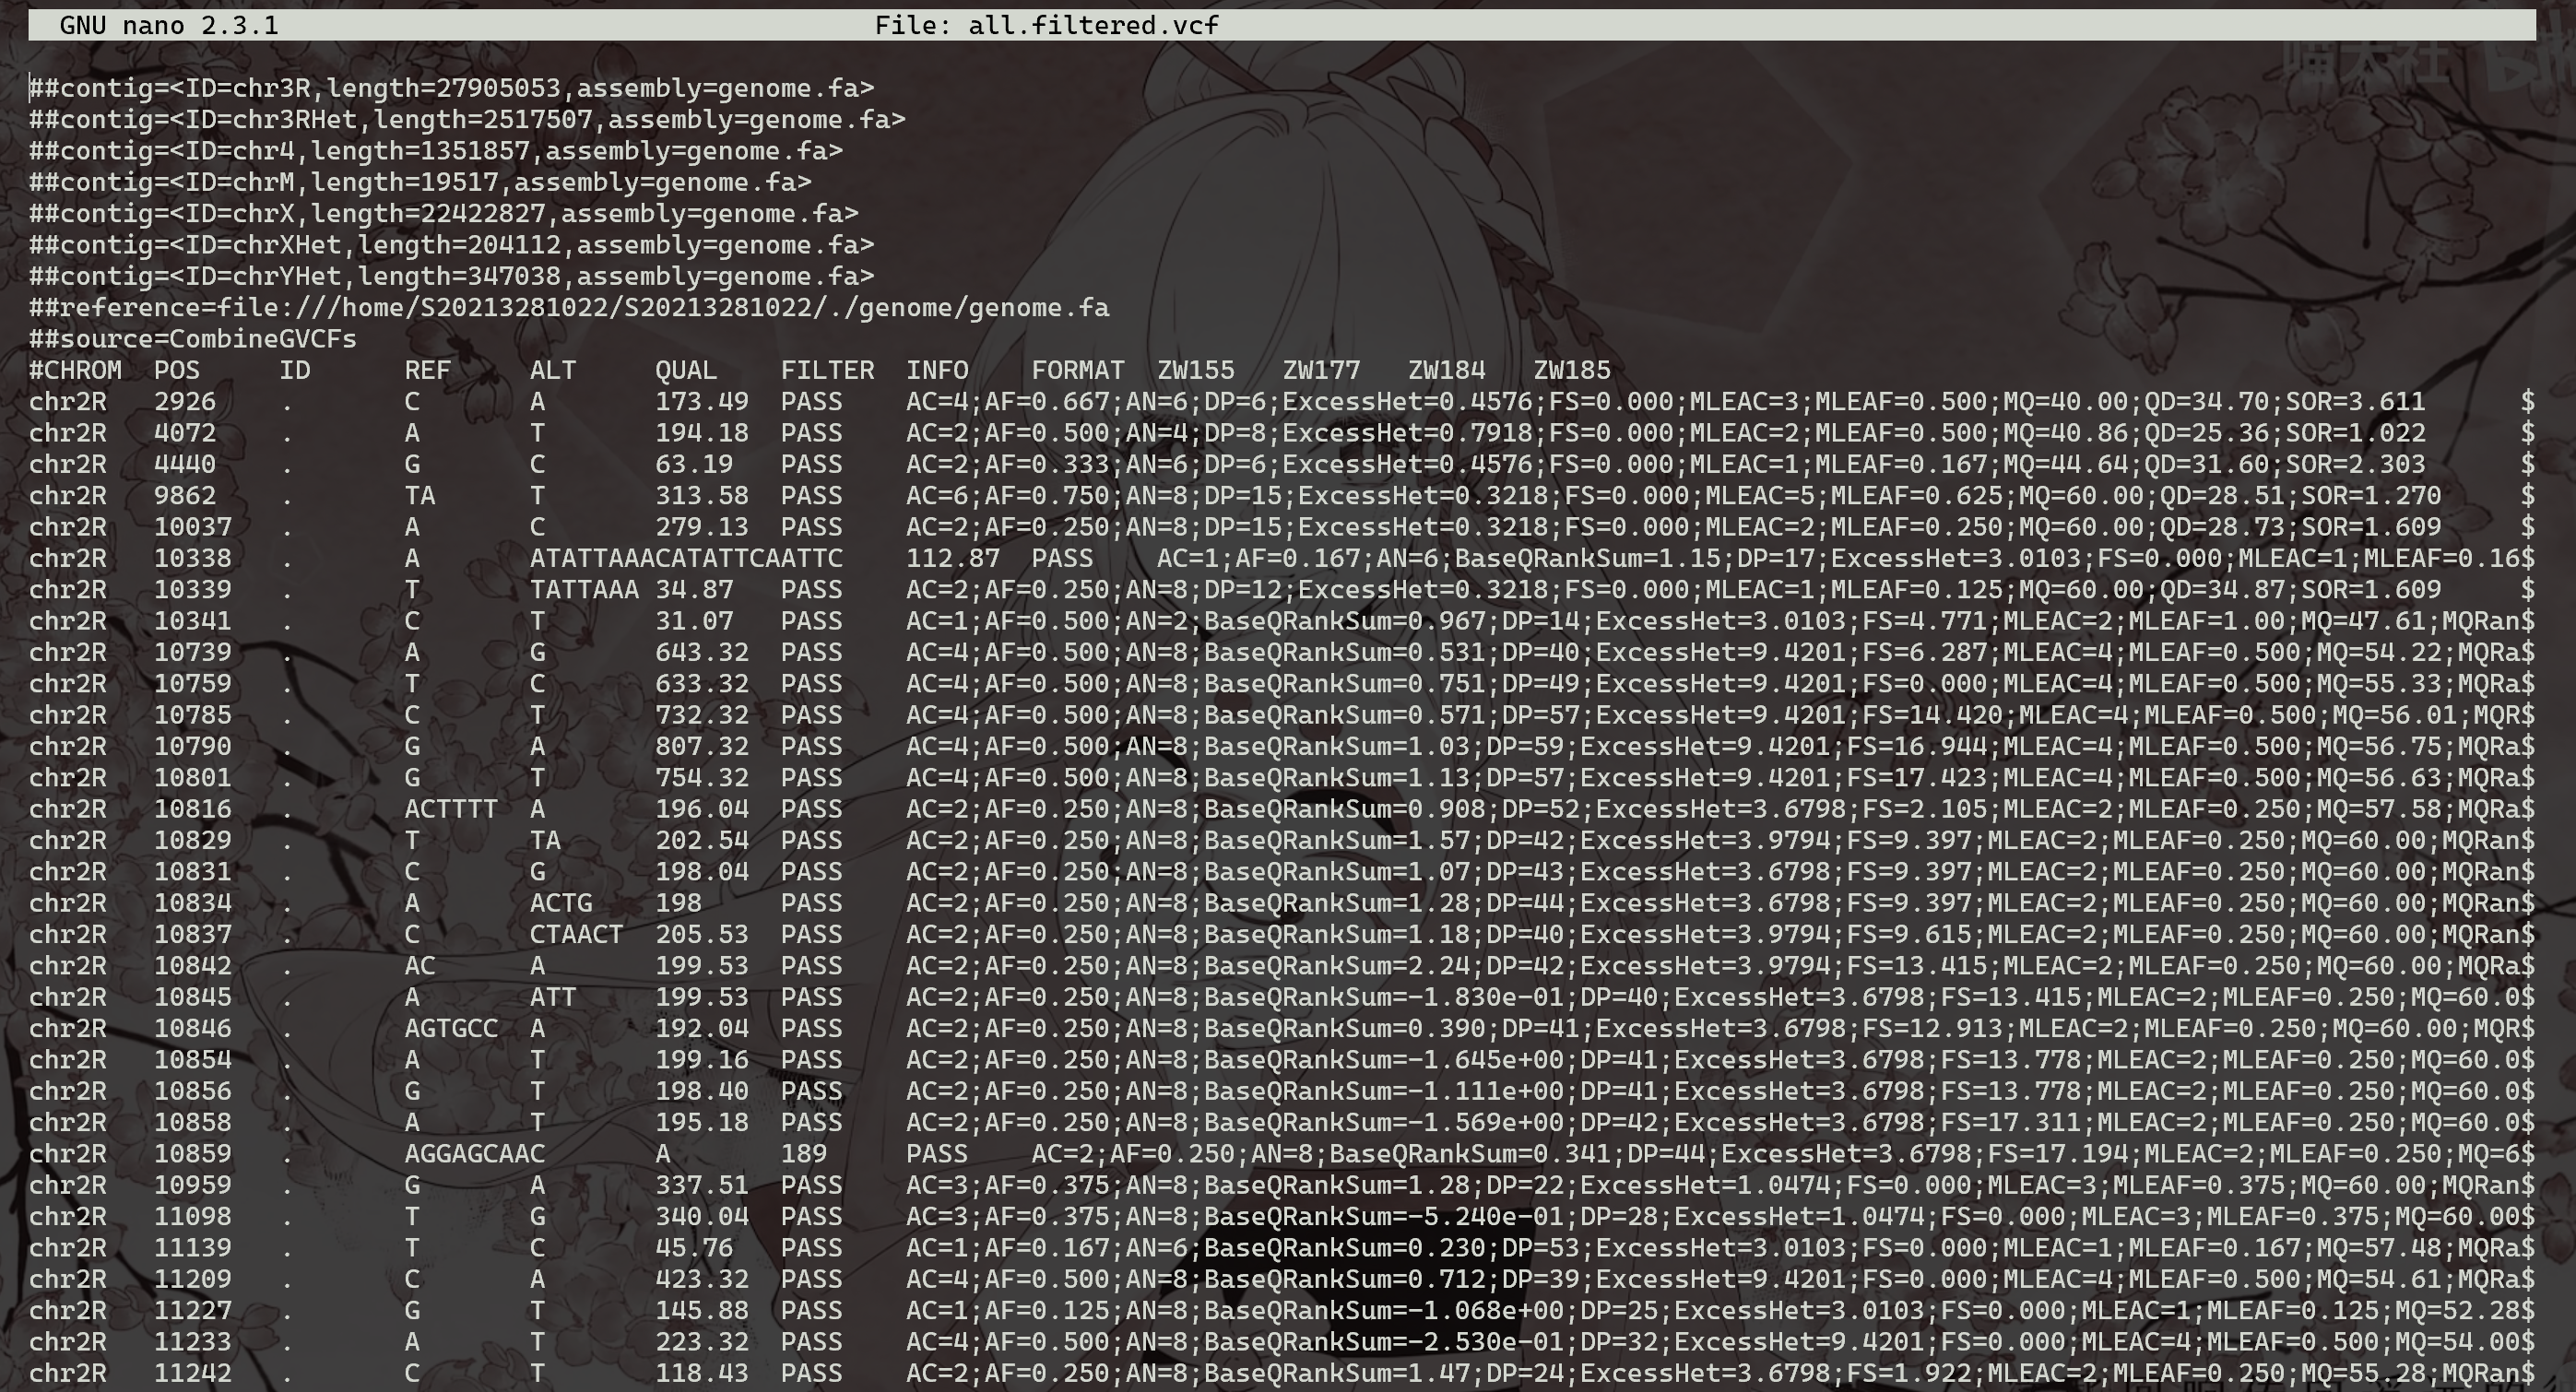 GNU nano 2.3.1 File: all.filtered.vcf
##contig=<ID=chr3R,length=27905053,assembly=genome.fa>
##contig=<ID=chr3RHet,length=2517507,assembly=genome.fa>
##contig=<ID=chr4,length=1351857,assembly=genome.fa>
##contig=<ID=chrM,length=19517,assembly=genome.fa>
##contig=<ID=chrX,length=22422827,assembly=genome.fa>
##contig=<ID=chrXHet,length=204112,assembly=genome.fa>
##contig=<ID=chrYHet,length=347038,assembly=genome.fa>
##reference=file:///home/S20213281022/S20213281022/./genome/genome.fa
##source=CombineGVCFs
#CHROM POS ID REF ALT QUAL FILTER INFO FORMAT ZW155 ZW177 ZW184 ZW185
chr2R 2926 . C A 173.49 PASS AC=4;AF=0.667;AN=6;DP=6;ExcessHet=0.4576;FS=0.000;MLEAC=3;MLEAF=0.500;MQ=40.00;QD=34.70;SOR=3.611 $
chr2R 4072 . A T 194.18 PASS AC=2;AF=0.500;AN=4;DP=8;ExcessHet=0.7918;FS=0.000;MLEAC=2;MLEAF=0.500;MQ=40.86;QD=25.36;SOR=1.022 $
chr2R 4440 . G C 63.19 PASS AC=2;AF=0.333;AN=6;DP=6;ExcessHet=0.4576;FS=0.000;MLEAC=1;MLEAF=0.167;MQ=44.64;QD=31.60;SOR=2.303 $
chr2R 9862 . TA T 313.58 PASS AC=6;AF=0.750;AN=8;DP=15;ExcessHet=0.3218;FS=0.000;MLEAC=5;MLEAF=0.625;MQ=60.00;QD=28.51;SOR=1.270 $
chr2R 10037 . A C 279.13 PASS AC=2;AF=0.250;AN=8;DP=15;ExcessHet=0.3218;FS=0.000;MLEAC=2;MLEAF=0.250;MQ=60.00;QD=28.73;SOR=1.609 $
chr2R 10338 . A ATATTAAACATATTCAATTC 112.87 PASS AC=1;AF=0.167;AN=6;BaseQRankSum=1.15;DP=17;ExcessHet=3.0103;FS=0.000;MLEAC=1;MLEAF=0.16$
chr2R 10339 . T TATTAAA 34.87 PASS AC=2;AF=0.250;AN=8;DP=12;ExcessHet=0.3218;FS=0.000;MLEAC=1;MLEAF=0.125;MQ=60.00;QD=34.87;SOR=1.609 $
chr2R 10341 . C T 31.07 PASS AC=1;AF=0.500;AN=2;BaseQRankSum=0.967;DP=14;ExcessHet=3.0103;FS=4.771;MLEAC=2;MLEAF=1.00;MQ=47.61;MQRan$
chr2R 10739 . A G 643.32 PASS AC=4;AF=0.500;AN=8;BaseQRankSum=0.531;DP=40;ExcessHet=9.4201;FS=6.287;MLEAC=4;MLEAF=0.500;MQ=54.22;MQRa$
chr2R 10759 . T C 633.32 PASS AC=4;AF=0.500;AN=8;BaseQRankSum=0.751;DP=49;ExcessHet=9.4201;FS=0.000;MLEAC=4;MLEAF=0.500;MQ=55.33;MQRa$
chr2R 10785 . C T 732.32 PASS AC=4;AF=0.500;AN=8;BaseQRankSum=0.571;DP=57;ExcessHet=9.4201;FS=14.420;MLEAC=4;MLEAF=0.500;MQ=56.01;MQR$
chr2R 10790 . G A 807.32 PASS AC=4;AF=0.500;AN=8;BaseQRankSum=1.03;DP=59;ExcessHet=9.4201;FS=16.944;MLEAC=4;MLEAF=0.500;MQ=56.75;MQRa$
chr2R 10801 . G T 754.32 PASS AC=4;AF=0.500;AN=8;BaseQRankSum=1.13;DP=57;ExcessHet=9.4201;FS=17.423;MLEAC=4;MLEAF=0.500;MQ=56.63;MQRa$
chr2R 10816 . ACTTTT A 196.04 PASS AC=2;AF=0.250;AN=8;BaseQRankSum=0.908;DP=52;ExcessHet=3.6798;FS=2.105;MLEAC=2;MLEAF=0.250;MQ=57.58;MQRa$
chr2R 10829 . T TA 202.54 PASS AC=2;AF=0.250;AN=8;BaseQRankSum=1.57;DP=42;ExcessHet=3.9794;FS=9.397;MLEAC=2;MLEAF=0.250;MQ=60.00;MQRan$
chr2R 10831 . C G 198.04 PASS AC=2;AF=0.250;AN=8;BaseQRankSum=1.07;DP=43;ExcessHet=3.6798;FS=9.397;MLEAC=2;MLEAF=0.250;MQ=60.00;MQRan$
chr2R 10834 . A ACTG 198 PASS AC=2;AF=0.250;AN=8;BaseQRankSum=1.28;DP=44;ExcessHet=3.6798;FS=9.397;MLEAC=2;MLEAF=0.250;MQ=60.00;MQRan$
chr2R 10837 . C CTAACT 205.53 PASS AC=2;AF=0.250;AN=8;BaseQRankSum=1.18;DP=40;ExcessHet=3.9794;FS=9.615;MLEAC=2;MLEAF=0.250;MQ=60.00;MQRan$
chr2R 10842 . AC A 199.53 PASS AC=2;AF=0.250;AN=8;BaseQRankSum=2.24;DP=42;ExcessHet=3.9794;FS=13.415;MLEAC=2;MLEAF=0.250;MQ=60.00;MQRa$
chr2R 10845 . A ATT 199.53 PASS AC=2;AF=0.250;AN=8;BaseQRankSum=-1.830e-01;DP=40;ExcessHet=3.6798;FS=13.415;MLEAC=2;MLEAF=0.250;MQ=60.0$
chr2R 10846 . AGTGCC A 192.04 PASS AC=2;AF=0.250;AN=8;BaseQRankSum=0.390;DP=41;ExcessHet=3.6798;FS=12.913;MLEAC=2;MLEAF=0.250;MQ=60.00;MQR$
chr2R 10854 . A T 199.16 PASS AC=2;AF=0.250;AN=8;BaseQRankSum=-1.645e+00;DP=41;ExcessHet=3.6798;FS=13.778;MLEAC=2;MLEAF=0.250;MQ=60.0$
chr2R 10856 . G T 198.40 PASS AC=2;AF=0.250;AN=8;BaseQRankSum=-1.111e+00;DP=41;ExcessHet=3.6798;FS=13.778;MLEAC=2;MLEAF=0.250;MQ=60.0$
chr2R 10858 . A T 195.18 PASS AC=2;AF=0.250;AN=8;BaseQRankSum=-1.569e+00;DP=42;ExcessHet=3.6798;FS=17.311;MLEAC=2;MLEAF=0.250;MQ=60.0$
chr2R 10859 . AGGAGCAAC A 189 PASS AC=2;AF=0.250;AN=8;BaseQRankSum=0.341;DP=44;ExcessHet=3.6798;FS=17.194;MLEAC=2;MLEAF=0.250;MQ=6$
chr2R 10959 . G A 337.51 PASS AC=3;AF=0.375;AN=8;BaseQRankSum=1.28;DP=22;ExcessHet=1.0474;FS=0.000;MLEAC=3;MLEAF=0.375;MQ=60.00;MQRan$
chr2R 11098 . T G 340.04 PASS AC=3;AF=0.375;AN=8;BaseQRankSum=-5.240e-01;DP=28;ExcessHet=1.0474;FS=0.000;MLEAC=3;MLEAF=0.375;MQ=60.00$
chr2R 11139 . T C 45.76 PASS AC=1;AF=0.167;AN=6;BaseQRankSum=0.230;DP=53;ExcessHet=3.0103;FS=0.000;MLEAC=1;MLEAF=0.167;MQ=57.48;MQRa$
chr2R 11209 . C A 423.32 PASS AC=4;AF=0.500;AN=8;BaseQRankSum=0.712;DP=39;ExcessHet=9.4201;FS=0.000;MLEAC=4;MLEAF=0.500;MQ=54.61;MQRa$
chr2R 11227 . G T 145.88 PASS AC=1;AF=0.125;AN=8;BaseQRankSum=-1.068e+00;DP=25;ExcessHet=3.0103;FS=0.000;MLEAC=1;MLEAF=0.125;MQ=52.28$
chr2R 11233 . A T 223.32 PASS AC=4;AF=0.500;AN=8;BaseQRankSum=-2.530e-01;DP=32;ExcessHet=9.4201;FS=0.000;MLEAC=4;MLEAF=0.500;MQ=54.00$
chr2R 11242 . C T 118.43 PASS AC=2;AF=0.250;AN=8;BaseQRankSum=1.47;DP=24;ExcessHet=3.6798;FS=1.922;MLEAC=2;MLEAF=0.250;MQ=55.28;MQRan$